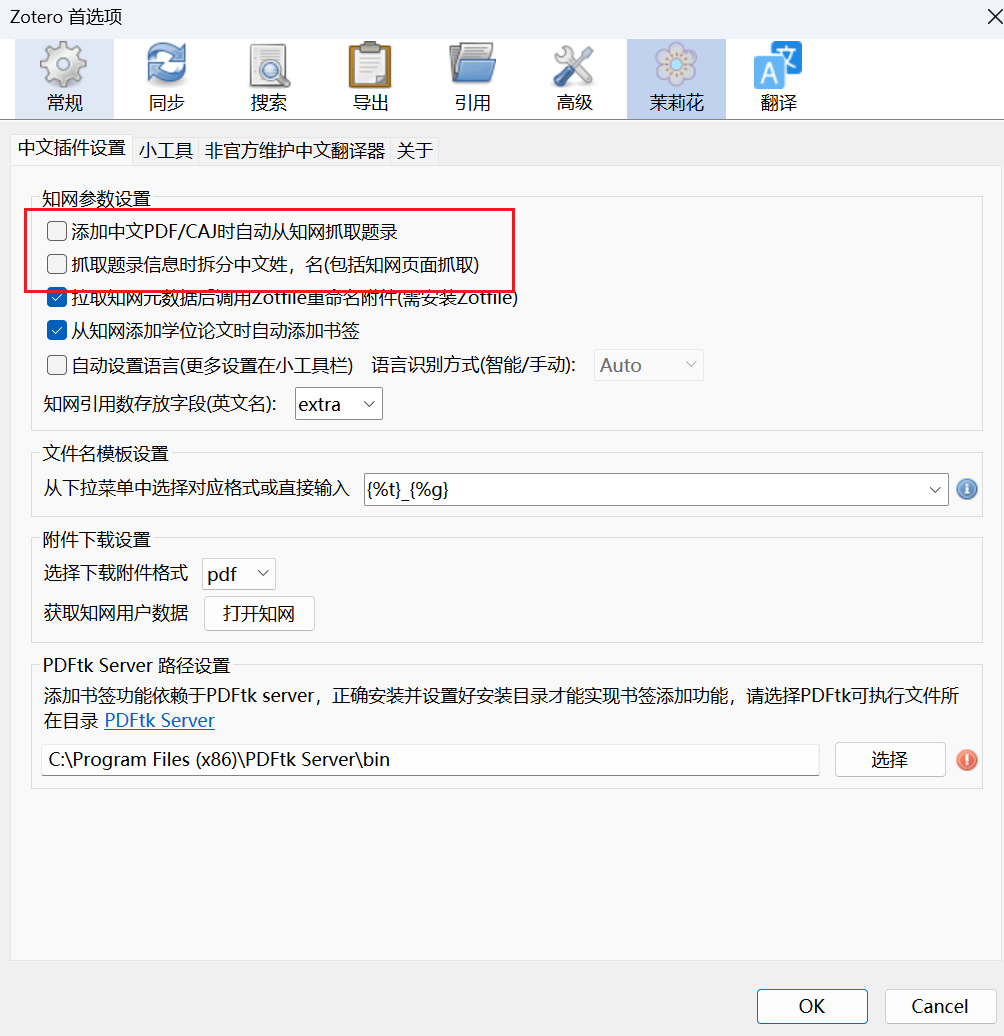 Zotero 首选项
常规 同步 搜索 导出 引用 高级 茉莉花 翻译
中文插件设置 小工具 非官方维护中文翻译器 关于
知网参数设置
添加中文PDF/CAJ时自动从知网抓取题录
抓取题录信息时拆分中文姓，名(包括知网页面抓取)
拉取知网元数据后调用Zotfile重命名附件(需安装Zotfile)
从知网添加学位论文时自动添加书签
自动设置语言(更多设置在小工具栏) 语言识别方式(智能/手动): Auto
知网引用数存放字段(英文名): extra
文件名模板设置
从下拉菜单中选择对应格式或直接输入 {%t}_{%g}
附件下载设置
选择下载附件格式 pdf
获取知网用户数据 打开知网
PDFtk Server 路径设置
添加书签功能依赖于PDFtk server，正确安装并设置好安装目录才能实现书签添加功能，请选择PDFtk可执行文件所
在目录 PDFtk Server
C:\Program Files (x86)\PDFtk Server\bin 选择
OK Cancel